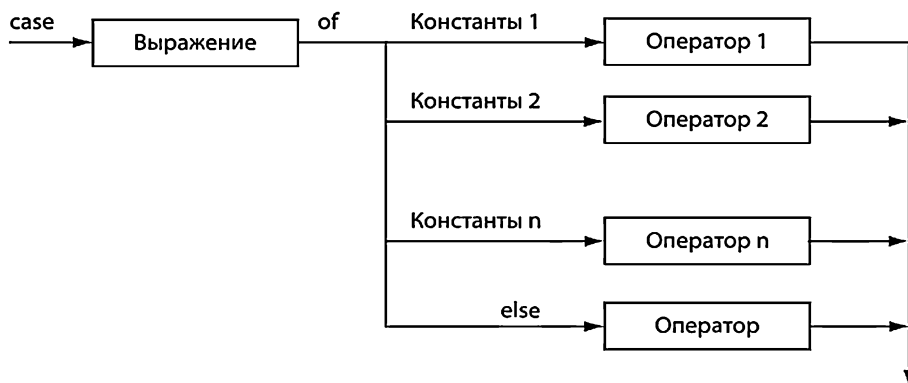 case
Выражение
of
Константы 1
Оператор 1
Константы 2
Оператор 2
Константы n
Оператор n
else
Оператор